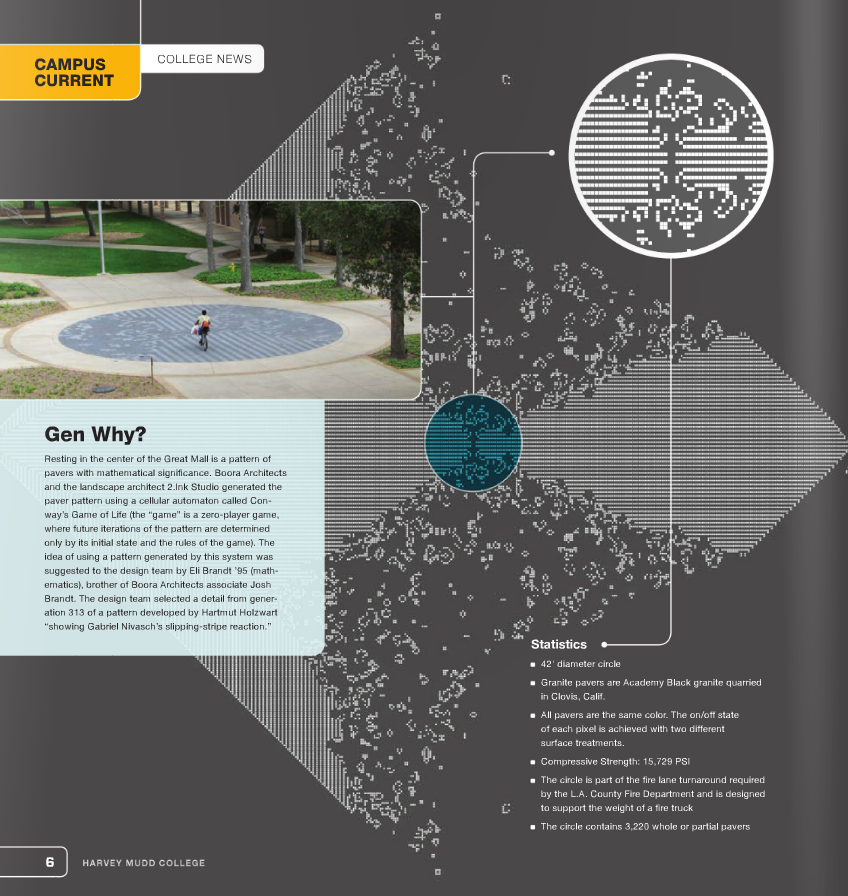 CAMPUS
CURRENT
COLLEGE NEWS
Gen Why?
Resting in the center of the Great Mall is a pattern of
pavers with mathematical significance. Boora Architects
and the landscape architect 2.Ink Studio generated the
paver pattern using a cellular automaton called Con-
way's Game of Life (the “game” is a zero-player game,
where future iterations of the pattern are determined
only by its initial state and the rules of the game). The
idea of using a pattern generated by this system was
suggested to the design team by Eli Brandt ’95 (math-
ematics), brother of Boora Architects associate Josh
Brandt. The design team selected a detail from gener-
ation 313 of a pattern developed by Hartmut Holzwart
“showing Gabriel Nivasch’s slipping-stripe reaction.”
Statistics
42’ diameter circle
Granite pavers are Academy Black granite quarried
in Clovis, Calif.
All pavers are the same color. The on/off state
of each pixel is achieved with two different
surface treatments.
Compressive Strength: 15,729 PSI
The circle is part of the fire lane turnaround required
by the L.A. County Fire Department and is designed
to support the weight of a fire truck
The circle contains 3,220 whole or partial pavers
6
HARVEY MUDD COLLEGE